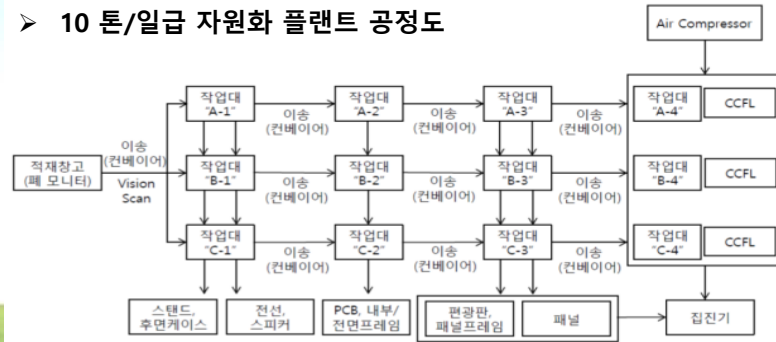 ➢ 10 톤/일급 자원화 플랜트 공정도
Air Compressor
작업대
"A-1"
이송
(컨베이어)
작업대
"A-2"
이송
(컨베이어)
작업대
"A-3"
이송
(컨베이어)
작업대
"A-4"
CCFL
적재창고
(폐 모니터)
이송
(컨베이어)
Vision
Scan
작업대
"B-1"
이송
(컨베이어)
작업대
"B-2"
이송
(컨베이어)
작업대
"B-3"
이송
(컨베이어)
작업대
"B-4"
CCFL
작업대
"C-1"
이송
(컨베이어)
작업대
"C-2"
이송
(컨베이어)
작업대
"C-3"
이송
(컨베이어)
작업대
"C-4"
CCFL
스탠드,
후면케이스
전선,
스피커
PCB, 내부/
전면프레임
편광판,
패널프레임
패널
집진기